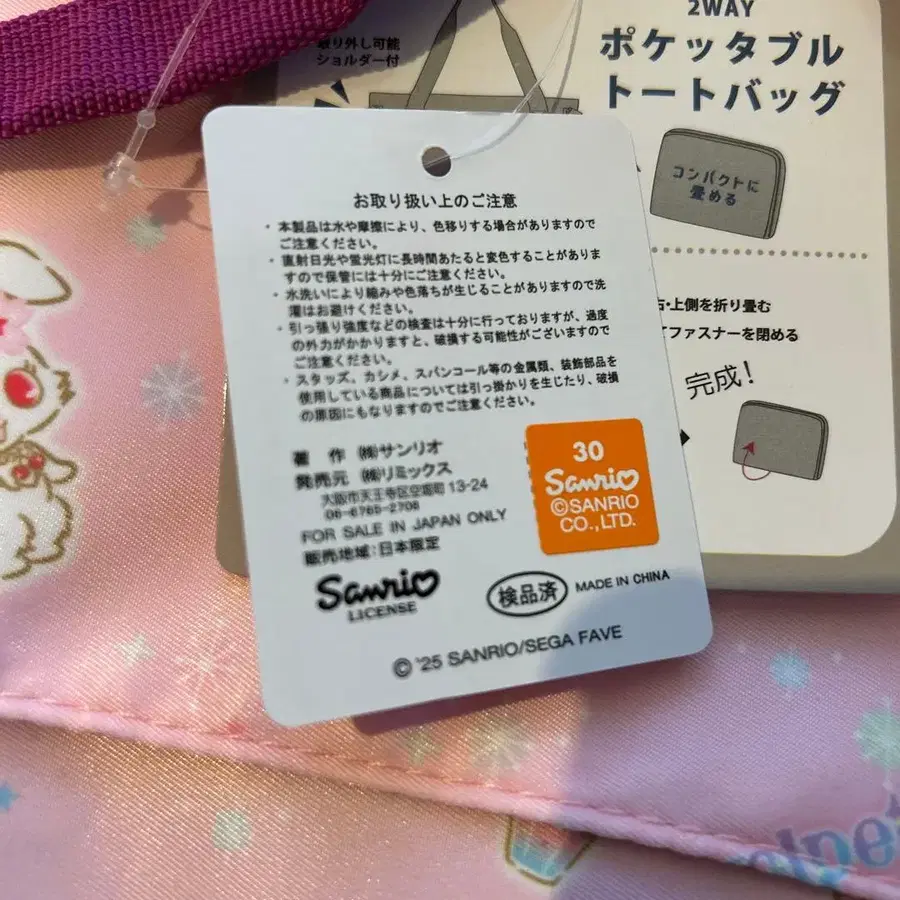 取り外し可能
ショルダー付
2WAY
ポケッタブル
トートバッグ
コンパクトに
畳める
・上側を折り畳む
ファスナーを閉める
完成!
お取り扱い上のご注意
・本製品は水や摩擦により、色移りする場合がありますので
ご注意ください。
・直射日光や蛍光灯に長時間あたると変色することがありま
すので保管には十分にご注意ください。
・水洗いにより縮みや色落ちが生じることがありますので洗
濯はお避けください。
・引っ張り強度などの検査は十分に行っておりますが、過度
の外力がかかりますと、破損する可能性がございますので
ご注意ください。
・スタッズ、カシメ、スパンコール等の金属類、装飾部品を
使用している商品については引っ掛かりを生じたり、破損
の原因にもなりますのでご注意ください。
著 作 ㈱サンリオ
発売元 ㈱リミックス
大阪市天王寺区空堀町 13-24
06-6765-2706
FOR SALE IN JAPAN ONLY
販売地域:日本限定
30
Sanrio
©SANRIO
CO.,LTD.
Sanrio
LICENSE
検品済
MADE IN CHINA
© '25 SANRIO/SEGA FAVE